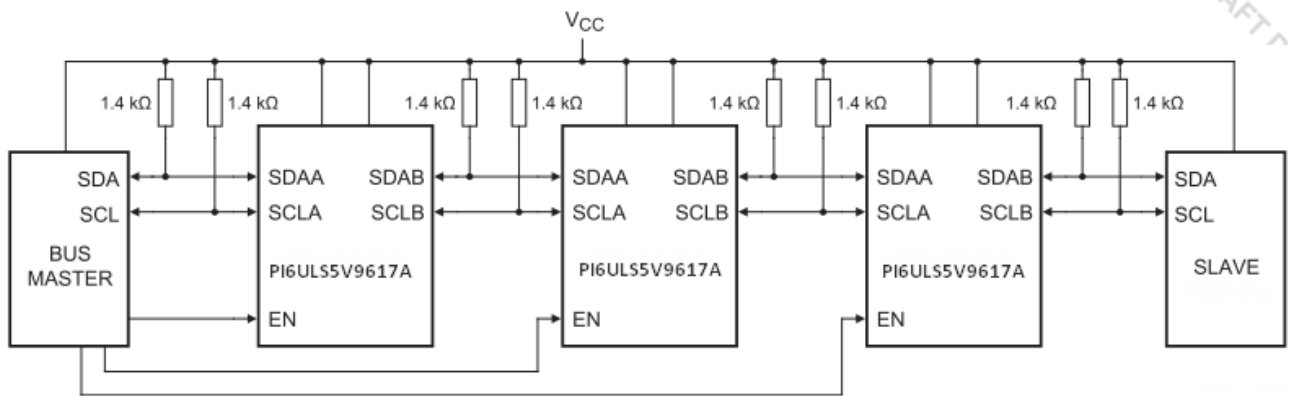 AFT D
VCC
1.4 kΩ 1.4 kΩ 1.4 kΩ 1.4 kΩ 1.4 kΩ 1.4 kΩ 1.4 kΩ 1.4 kΩ
SDA SDAA SDAB SDAA SDAB SDAA SDAB SDA
SCL SCLA SCLB SCLA SCLB SCLA SCLB SCL
BUS
MASTER
PI6ULS5V9617A PI6ULS5V9617A PI6ULS5V9617A
SLAVE
EN EN EN